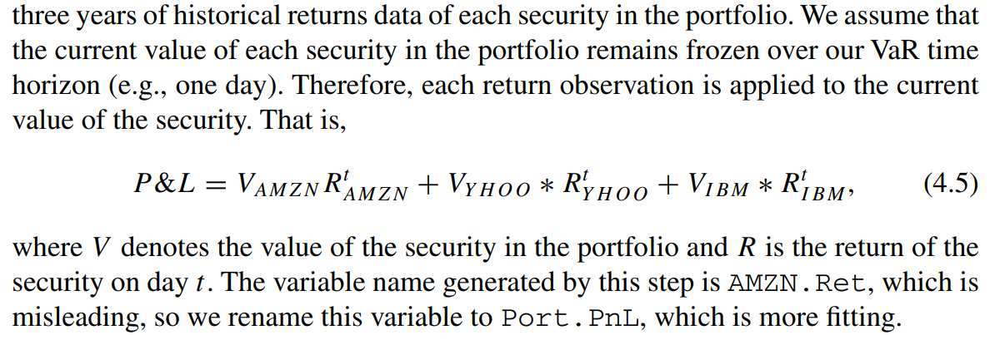 three years of historical returns data of each security in the portfolio. We assume that
the current value of each security in the portfolio remains frozen over our VaR time
horizon (e.g., one day). Therefore, each return observation is applied to the current
value of the security. That is,
P&L = V_{AMZN} R^t_{AMZN} + V_{YHOO} * R^t_{YHOO} + V_{IBM} * R^t_{IBM}, (4.5)
where V denotes the value of the security in the portfolio and R is the return of the
security on day t. The variable name generated by this step is AMZN.Ret, which is
misleading, so we rename this variable to Port.PnL, which is more fitting.